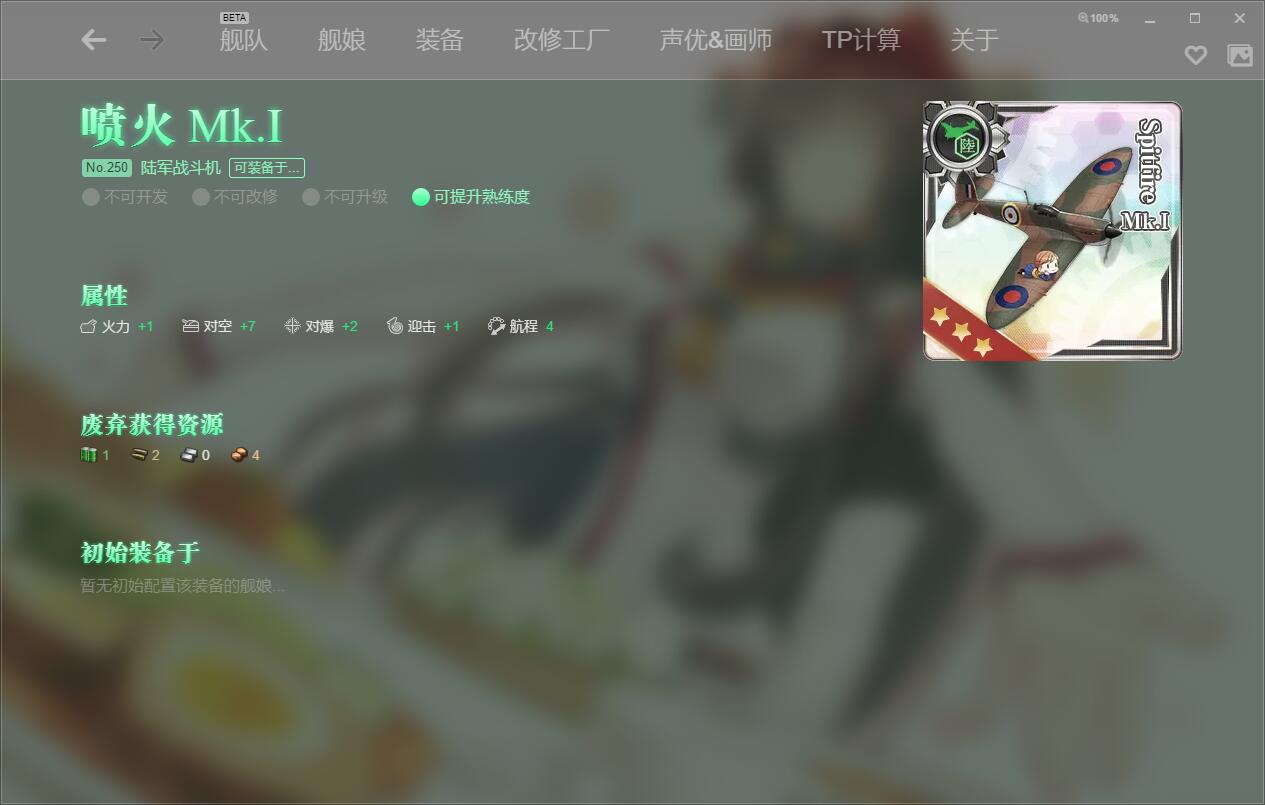 BETA
舰队 舰娘 装备 改修工厂 声优&画师 TP计算 关于
100%
喷火 Mk.I
No.250 陆军战斗机 可装备于...
不可开发 不可改修 不可升级 可提升熟练度
陸
Spitfire
Mk.I
属性
火力 +1 对空 +7 对爆 +2 迎击 +1 航程 4
废弃获得资源
1 2 0 4
初始装备于
暂无初始配置该装备的舰娘...